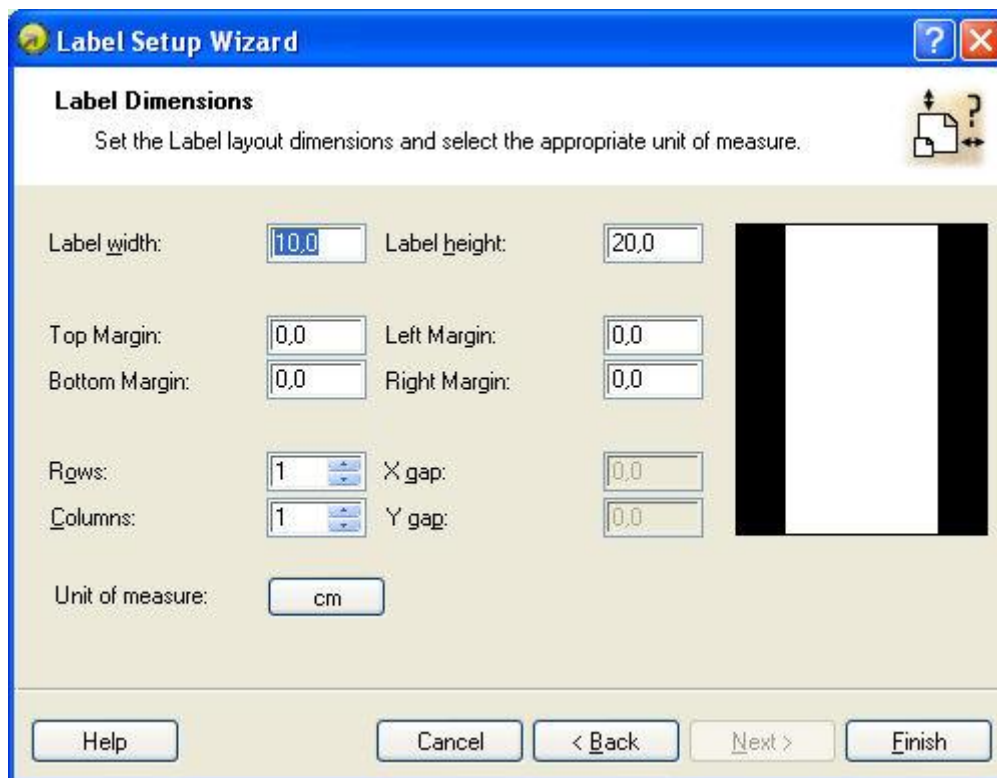 Label Setup Wizard
Label Dimensions
Set the Label layout dimensions and select the appropriate unit of measure.
Label width: 10,0 Label height: 20,0
Top Margin: 0,0 Left Margin: 0,0
Bottom Margin: 0,0 Right Margin: 0,0
Rows: 1 X gap: 0,0
Columns: 1 Y gap: 0,0
Unit of measure: cm
Help Cancel < Back Next > Finish